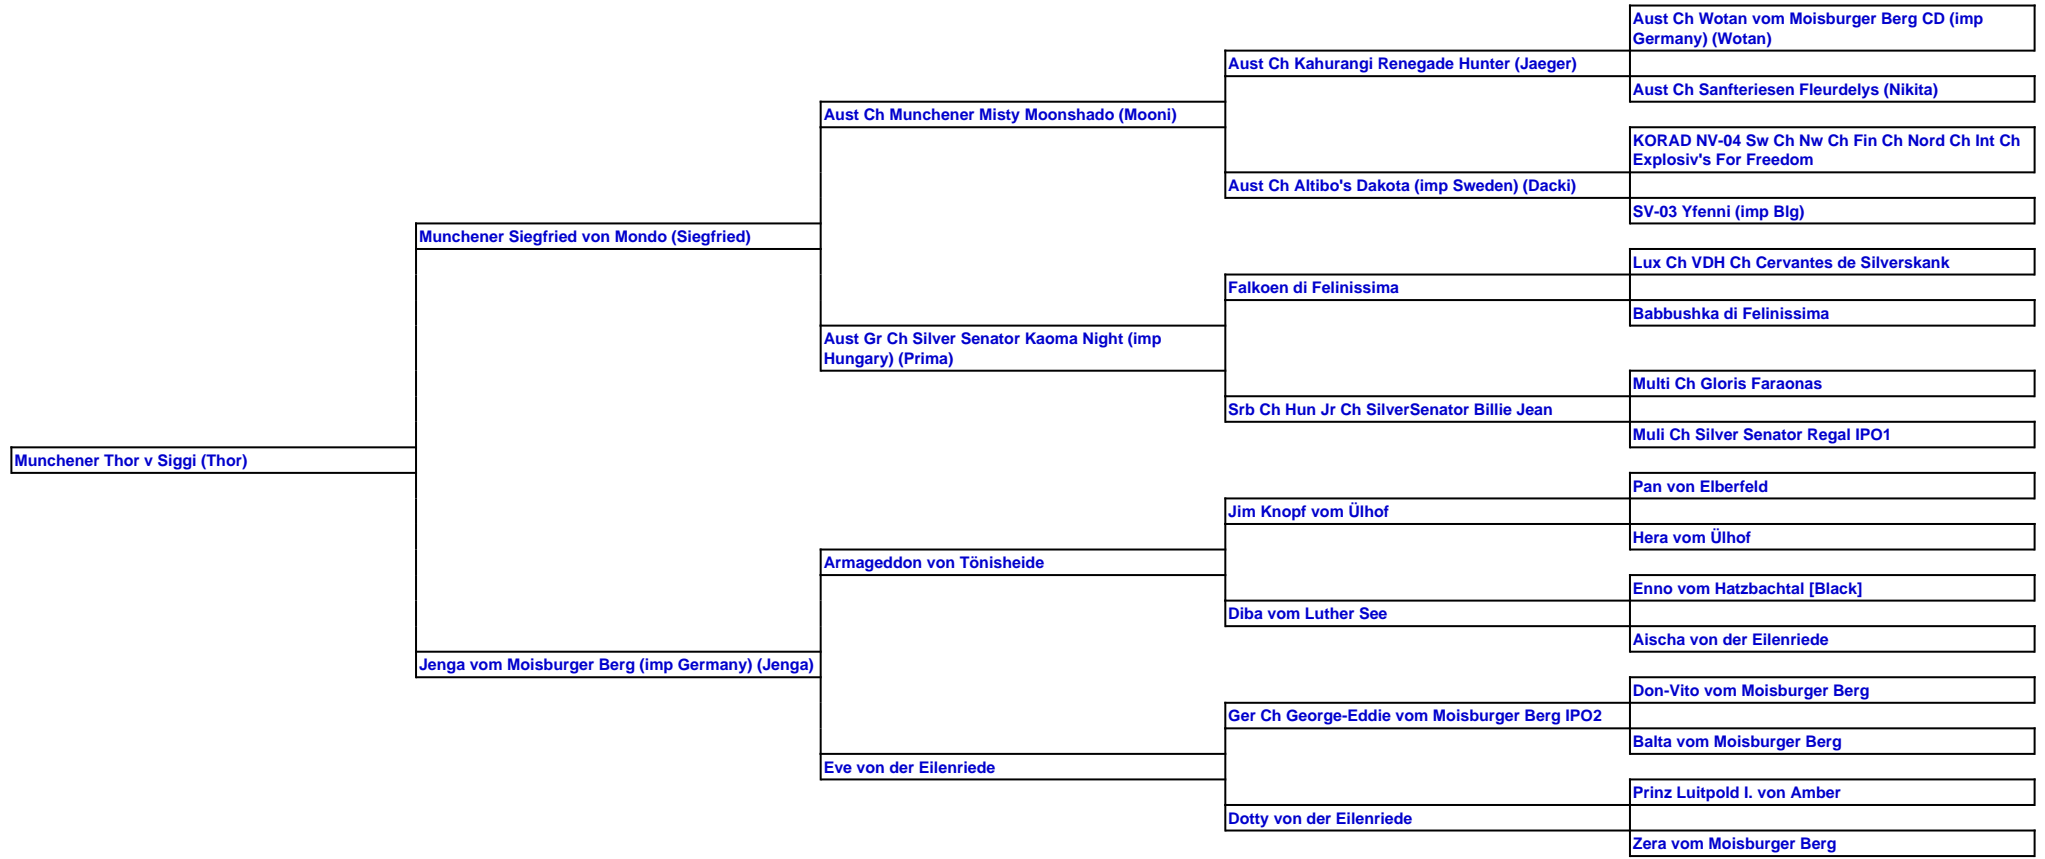 Aust Ch Wotan vom Moisburger Berg CD (imp
Germany) (Wotan)
Aust Ch Kahurangi Renegade Hunter (Jaeger)
Aust Ch Sanfteriesen Fleurdelys (Nikita)
Aust Ch Munchener Misty Moonshado (Mooni)
KORAD NV-04 Sw Ch Nw Ch Fin Ch Nord Ch Int Ch
Explosiv's For Freedom
Aust Ch Altibo's Dakota (imp Sweden) (Dacki)
SV-03 Yfenni (imp Blg)
Munchener Siegfried von Mondo (Siegfried)
Lux Ch VDH Ch Cervantes de Silverskank
Falkoen di Felinissima
Babbushka di Felinissima
Aust Gr Ch Silver Senator Kaoma Night (imp
Hungary) (Prima)
Multi Ch Gloris Faraonas
Srb Ch Hun Jr Ch SilverSenator Billie Jean
Muli Ch Silver Senator Regal IPO1
Munchener Thor v Siggi (Thor)
Pan von Elberfeld
Jim Knopf vom Ülhof
Hera vom Ülhof
Armageddon von Tönisheide
Enno vom Hatzbachtal [Black]
Diba vom Luther See
Aischa von der Eilenriede
Jenga vom Moisburger Berg (imp Germany) (Jenga)
Don-Vito vom Moisburger Berg
Ger Ch George-Eddie vom Moisburger Berg IPO2
Balta vom Moisburger Berg
Eve von der Eilenriede
Prinz Luitpold I. von Amber
Dotty von der Eilenriede
Zera vom Moisburger Berg